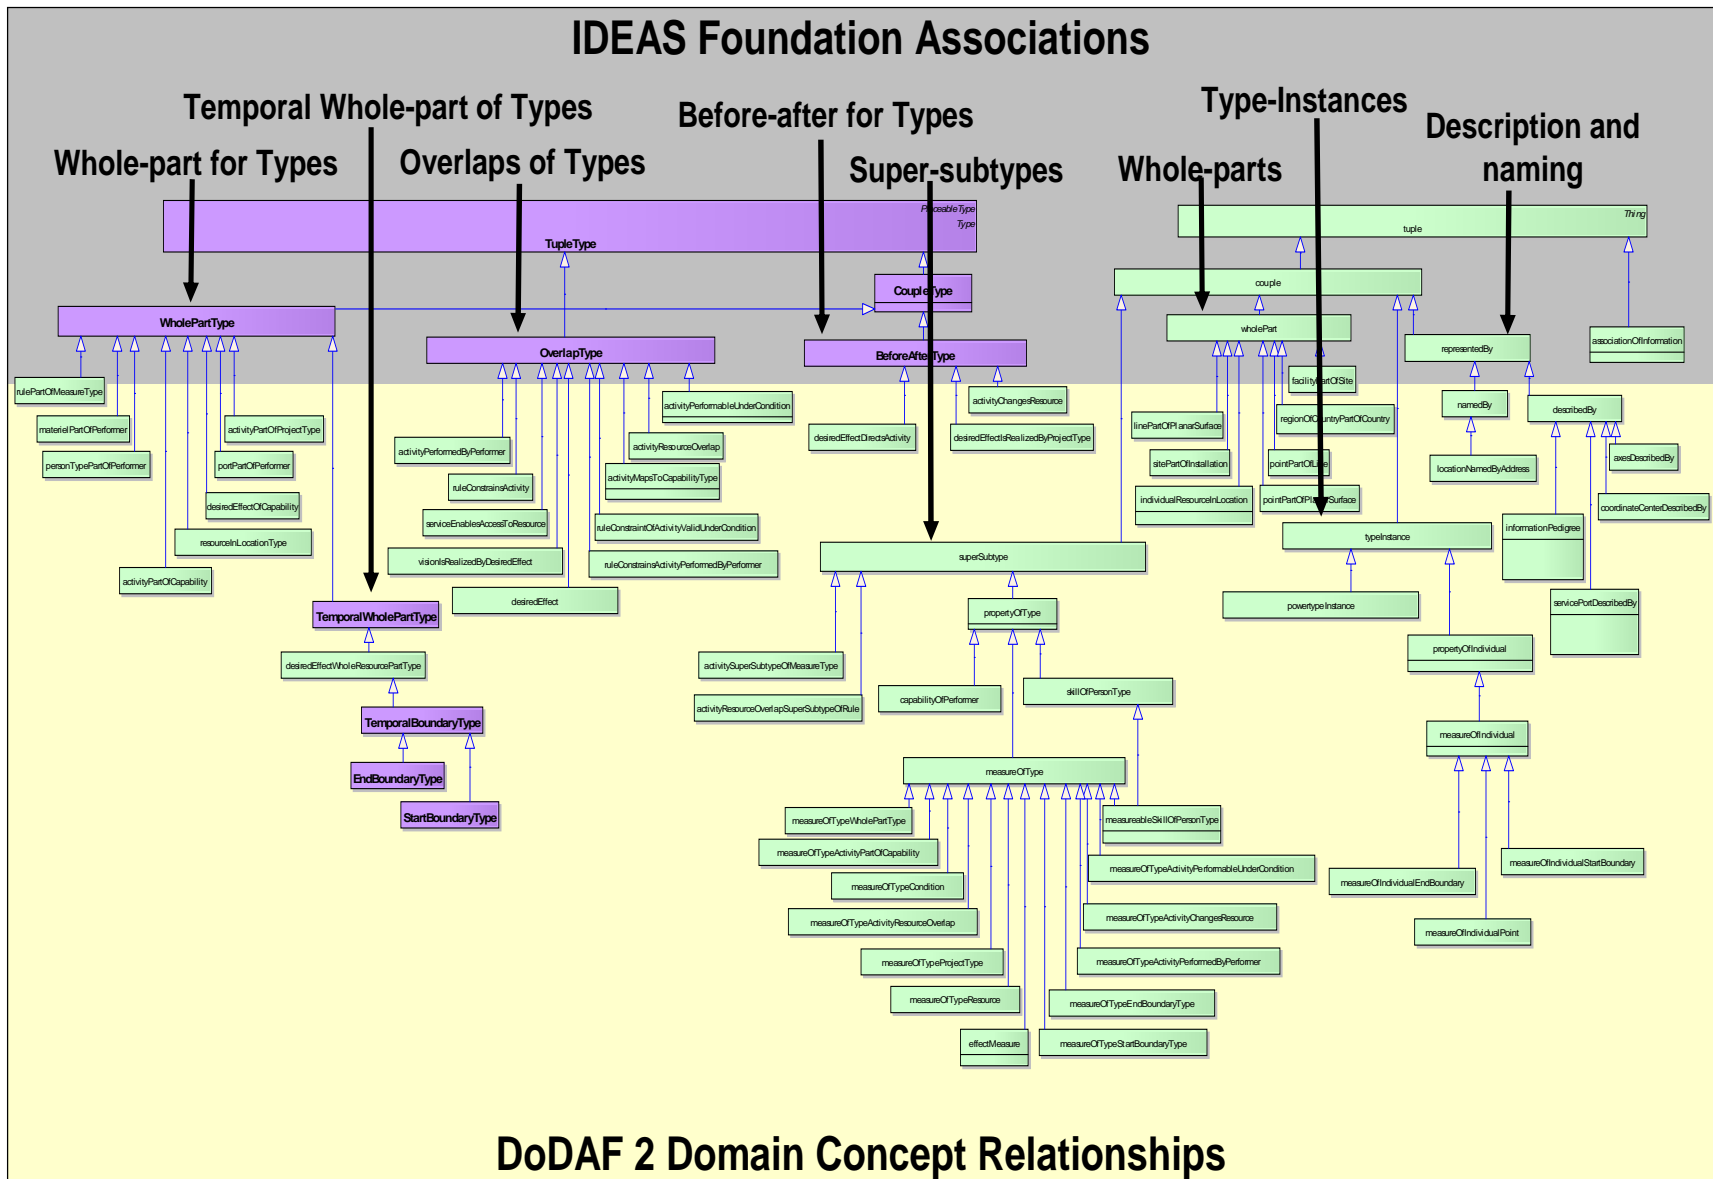 IDEAS Foundation Associations
Temporal Whole-part of Types
Before-after for Types
Type-Instances
Description and
naming
Whole-part for Types
Overlaps of Types
Super-subtypes
Whole-parts
PlaceableType
Type
TupleType
Thing
tuple
CoupleType
couple
WholePartType
OverlapType
BeforeAfterType
wholePart
representedBy
associationOfInformation
rulePartOfMeasureType
materielPartOfPerformer
personTypePartOfPerformer
activityPartOfProjectType
portPartOfPerformer
desiredEffectOfCapability
resourceInLocationType
activityPartOfCapability
activityPerformedByPerformer
ruleConstrainsActivity
serviceEnablesAccessToResource
visionIsRealizedByDesiredEffect
desiredEffect
activityPerformableUnderCondition
activityResourceOverlap
activityMapsToCapabilityType
ruleConstraintOfActivityValidUnderCondition
ruleConstrainsActivityPerformedByPerformer
activityChangesResource
desiredEffectDirectsActivity
desiredEffectIsRealizedByProjectType
facilityPartOfSite
regionOfCountryPartOfCountry
linePartOfPlanarSurface
sitePartOfInstallation
pointPartOfLine
individualResourceInLocation
pointPartOfPlanarSurface
namedBy
describedBy
locationNamedByAddress
axesDescribedBy
coordinateCenterDescribedBy
informationPedigree
servicePortDescribedBy
superSubtype
typeInstance
powertypeInstance
propertyOfIndividual
TemporalWholePartType
desiredEffectWholeResourcePartType
TemporalBoundaryType
EndBoundaryType
StartBoundaryType
propertyOfType
activitySuperSubtypeOfMeasureType
activityResourceOverlapSuperSubtypeOfRule
capabilityOfPerformer
skillOfPersonType
measureOfIndividual
measureOfType
measureOfTypeWholePartType
measureableSkillOfPersonType
measureOfTypeActivityPartOfCapability
measureOfTypeActivityPerformableUnderCondition
measureOfTypeCondition
measureOfTypeActivityResourceOverlap
measureOfTypeActivityChangesResource
measureOfTypeProjectType
measureOfTypeActivityPerformedByPerformer
measureOfTypeResource
measureOfTypeEndBoundaryType
effectMeasure
measureOfTypeStartBoundaryType
measureOfIndividualStartBoundary
measureOfIndividualEndBoundary
measureOfIndividualPoint
DoDAF 2 Domain Concept Relationships